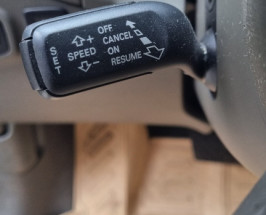 OFF
CANCEL
ON
RESUME
+
SPEED
-
SET